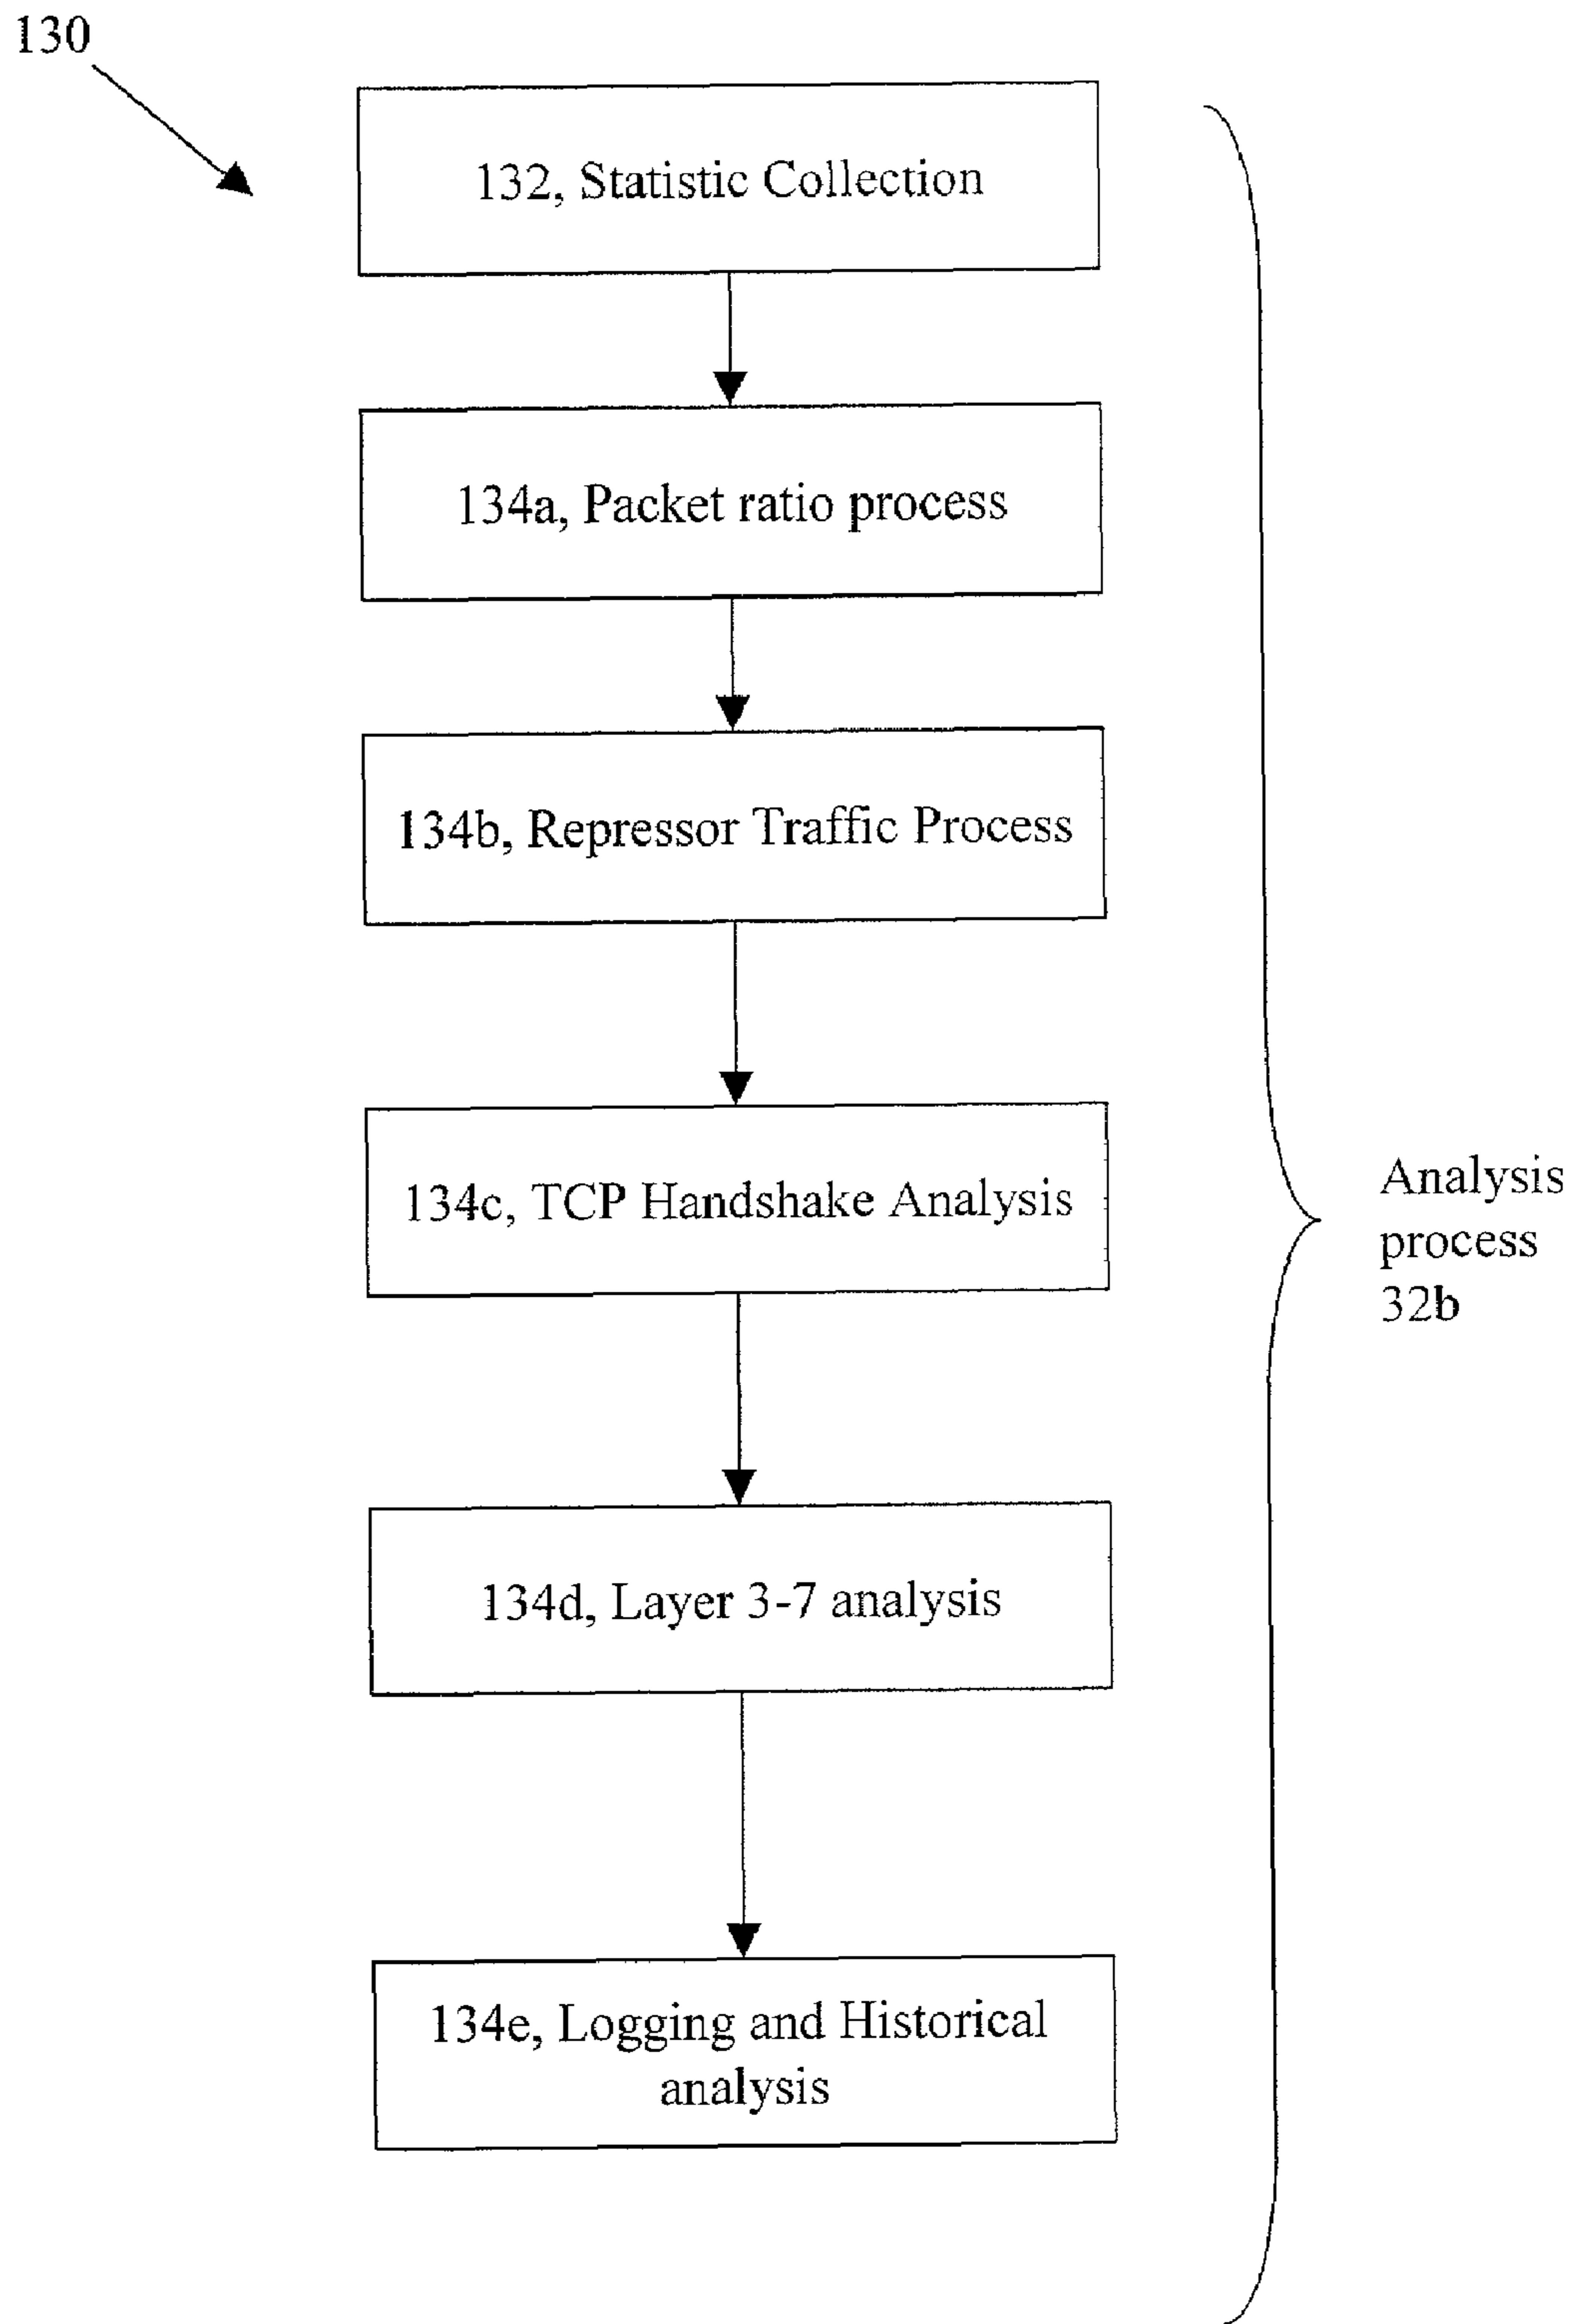 130
132, Statistic Collection
134a, Packet ratio process
134b, Repressor Traffic Process
134c, TCP Handshake Analysis
Analysis
process
32b
134d, Layer 3-7 analysis
134e, Logging and Historical
analysis